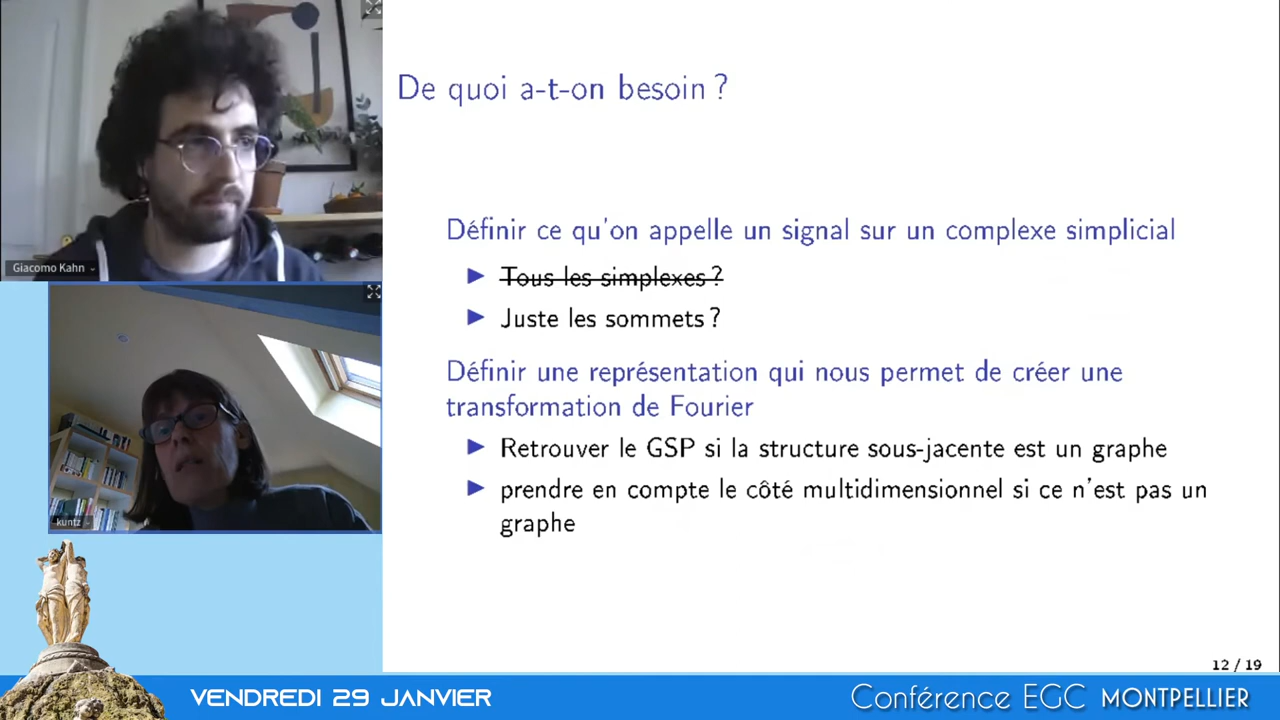 De quoi a-t-on besoin ?
Définir ce qu'on appelle un signal sur un complexe simplicial
Tous les simplexes ?
Juste les sommets ?
Définir une représentation qui nous permet de créer une
transformation de Fourier
Retrouver le GSP si la structure sous-jacente est un graphe
prendre en compte le côté multidimensionnel si ce n'est pas un
graphe
12 / 19
Giacomo Kahn
kuntz
VENDREDI 29 JANVIER
Conférence EGC MONTPELLIER